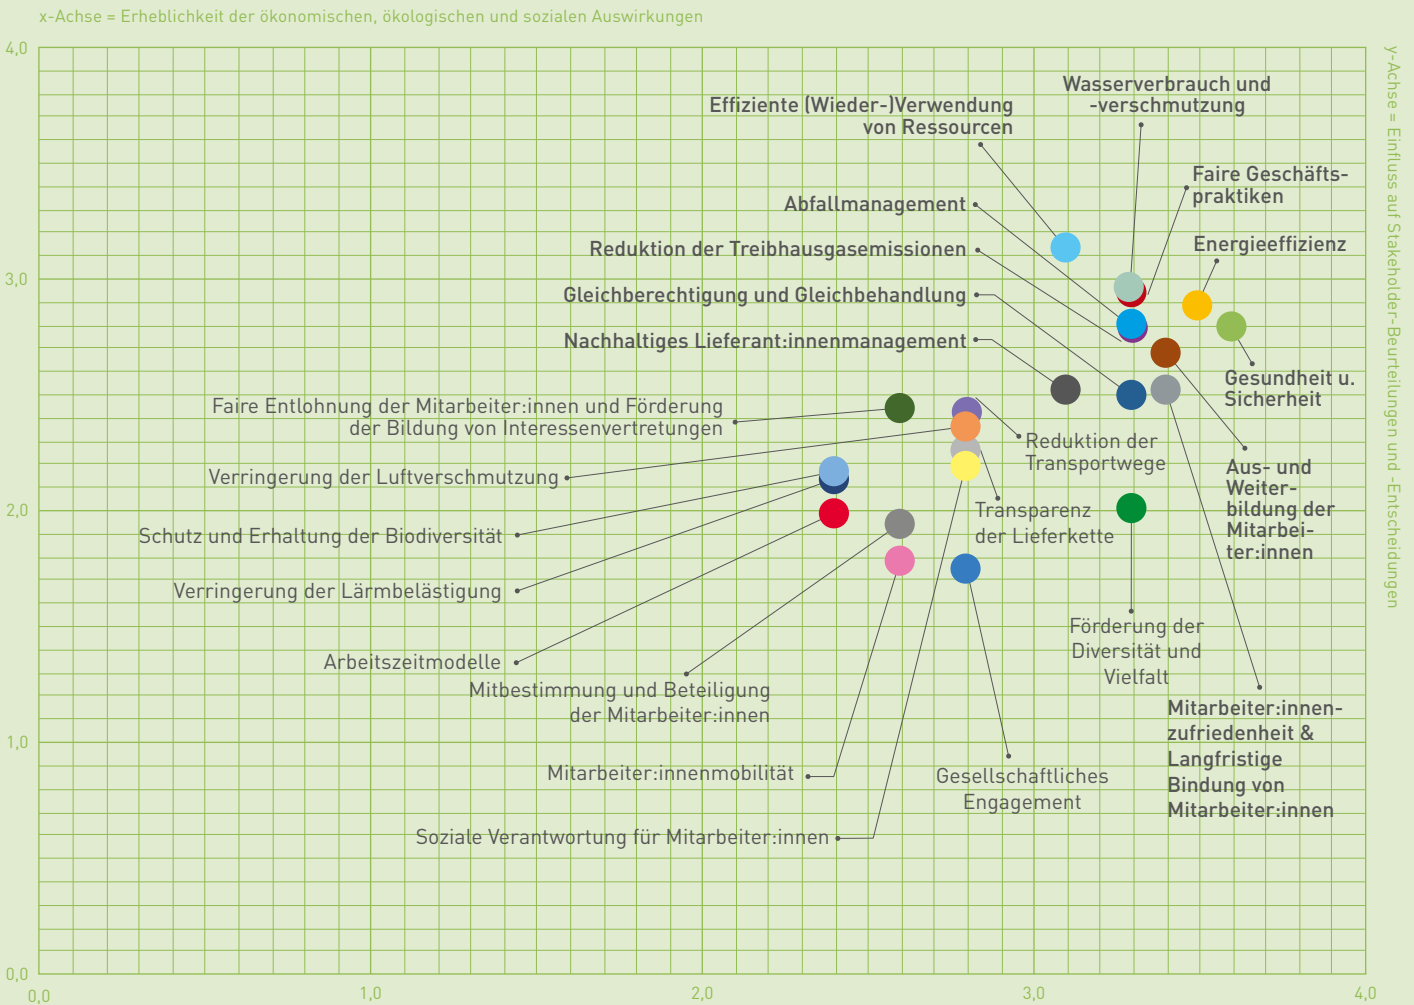 x-Achse = Erheblichkeit der ökonomischen, ökologischen und sozialen Auswirkungen
y-Achse = Einfluss auf Stakeholder-Beurteilungen und -Entscheidungen
4,0
3,0
2,0
1,0
0,0
0,0
1,0
2,0
3,0
4,0
Wasserverbrauch und
-verschmutzung
Effiziente (Wieder-)Verwendung
von Ressourcen
Faire Geschäfts-
praktiken
Abfallmanagement
Energieeffizienz
Reduktion der Treibhausgasemissionen
Gleichberechtigung und Gleichbehandlung
Nachhaltiges Lieferant:innenmanagement
Gesundheit u.
Sicherheit
Faire Entlohnung der Mitarbeiter:innen und Förderung
der Bildung von Interessenvertretungen
Reduktion der
Transportwege
Verringerung der Luftverschmutzung
Aus- und
Weiter-
bildung der
Mitarbei-
ter:innen
Transparenz
der Lieferkette
Schutz und Erhaltung der Biodiversität
Verringerung der Lärmbelästigung
Förderung der
Diversität und
Vielfalt
Arbeitszeitmodelle
Mitbestimmung und Beteiligung
der Mitarbeiter:innen
Mitarbeiter:innen-
zufriedenheit &
Langfristige
Bindung von
Mitarbeiter:innen
Mitarbeiter:innenmobilität
Gesellschaftliches
Engagement
Soziale Verantwortung für Mitarbeiter:innen